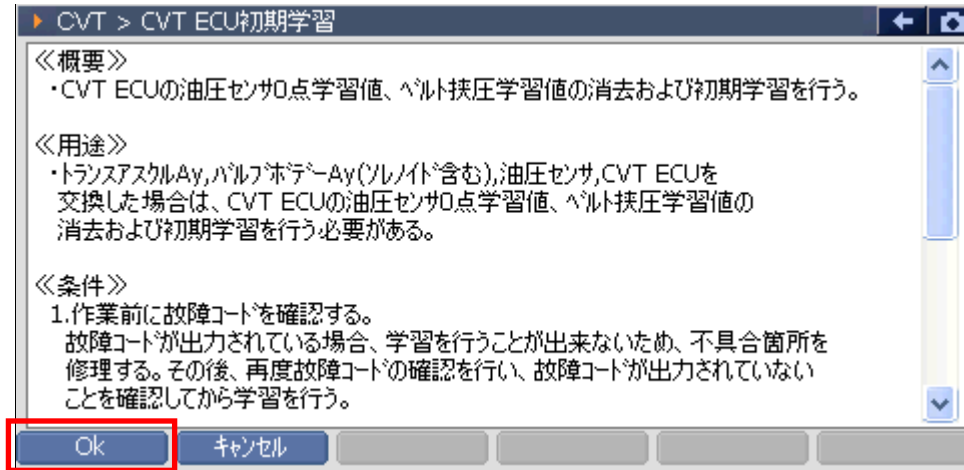 CVT > CVT ECU初期学習
≪概要≫
・CVT ECUの油圧センサ0点学習値、ベルト挟圧学習値の消去および初期学習を行う。
≪用途≫
・トランスアスクルAy,バルブボデーAy(ソレノイド含む),油圧センサ,CVT ECUを
交換した場合は、CVT ECUの油圧センサ0点学習値、ベルト挟圧学習値の
消去および初期学習を行う必要がある。
≪条件≫
1.作業前に故障コードを確認する。
故障コードが出力されている場合、学習を行うことが出来ないため、不具合箇所を
修理する。その後、再度故障コードの確認を行い、故障コードが出力されていない
ことを確認してから学習を行う。
Ok
キャンセル